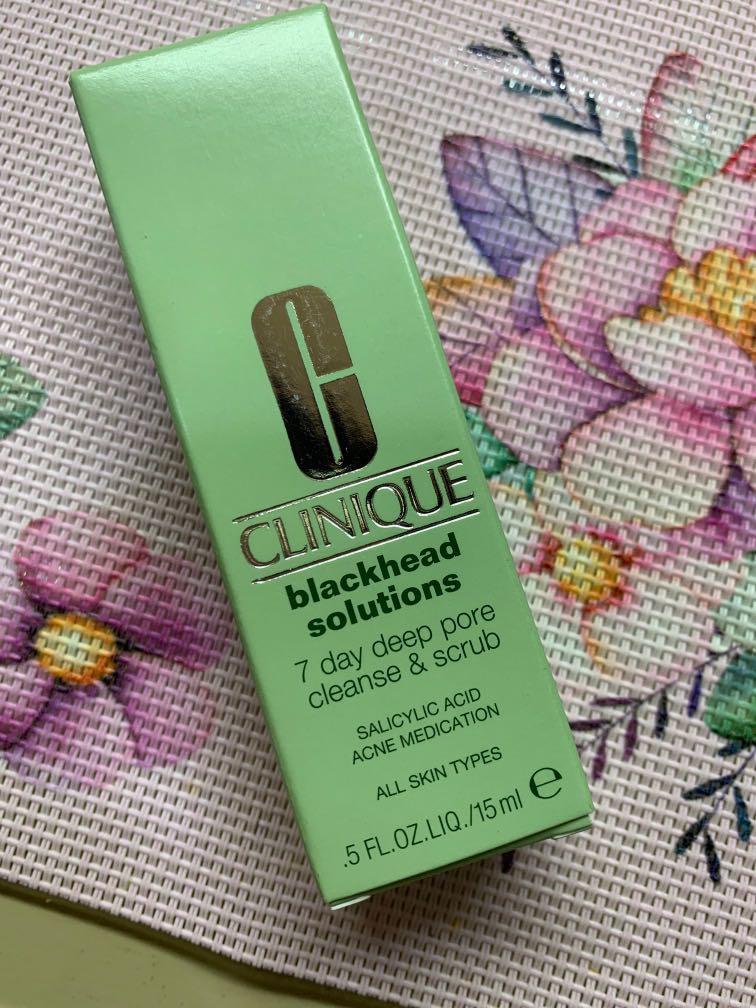 CLINIQUE
blackhead
solutions
7 day deep pore
cleanse & scrub
SALICYLIC ACID
ACNE MEDICATION
ALL SKIN TYPES
.5 FL.OZ.LIQ./15 ml ℮